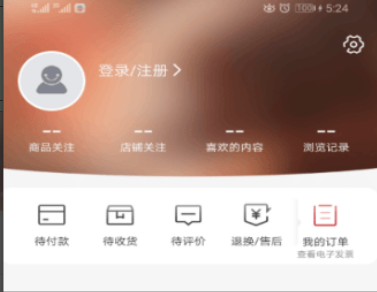 5:24
登录/注册
-- -- -- --
商品关注 店铺关注 喜欢的内容 浏览记录
待付款 待收货 待评价 退换/售后 我的订单
查看电子发票